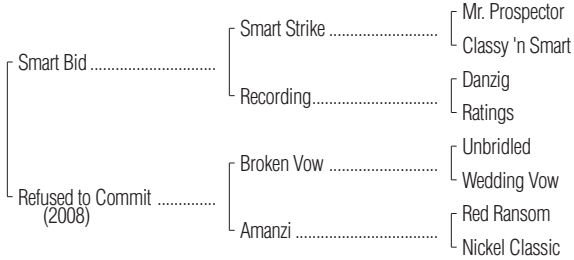 Mr. Prospector
Smart Strike ........................
Classy 'n Smart
Smart Bid ............................
Danzig
Recording............................
Ratings
Unbridled
Broken Vow ........................
Wedding Vow
Refused to Commit .............
(2008)
Red Ransom
Amanzi ................................
Nickel Classic